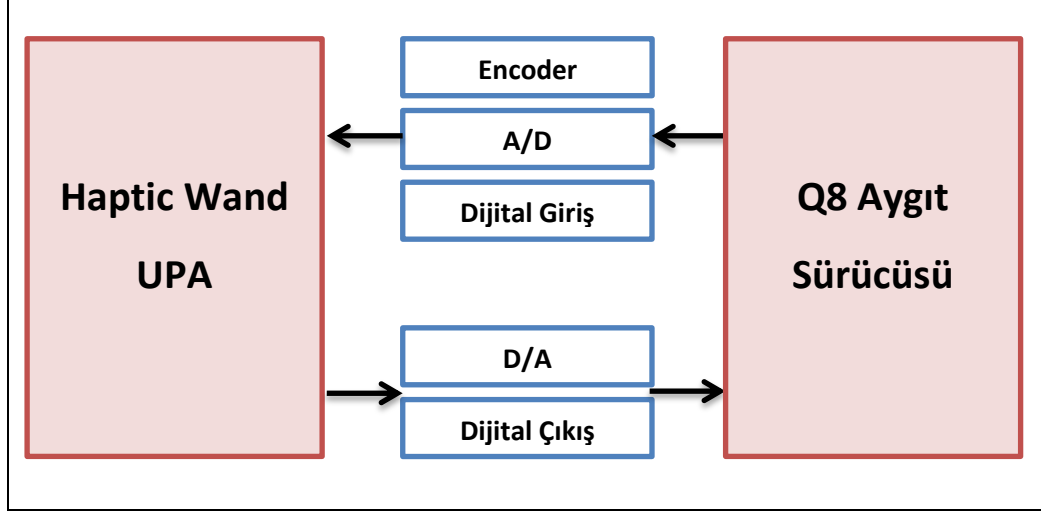 Haptic Wand
UPA
Encoder
A/D
Dijital Giriş
D/A
Dijital Çıkış
Q8 Aygıt
Sürücüsü